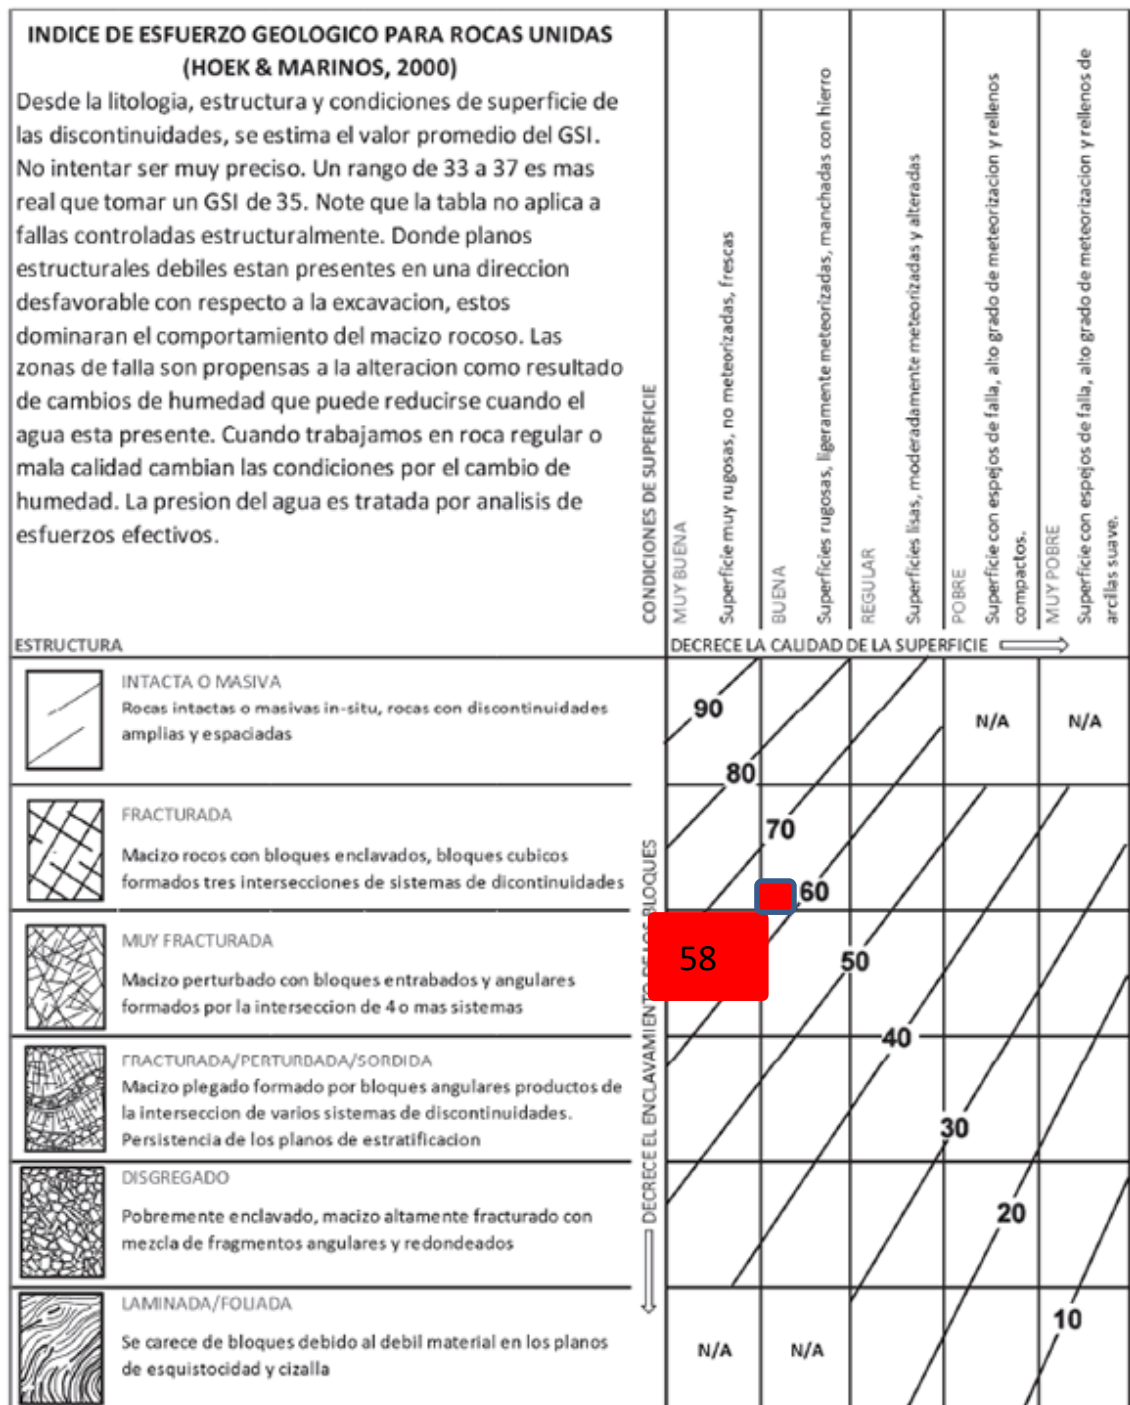 INDICE DE ESFUERZO GEOLOGICO PARA ROCAS UNIDAS
(HOEK & MARINOS, 2000)
Desde la litologia, estructura y condiciones de superficie de
las discontinuidades, se estima el valor promedio del GSI.
No intentar ser muy preciso. Un rango de 33 a 37 es mas
real que tomar un GSI de 35. Note que la tabla no aplica a
fallas controladas estructuralmente. Donde planos
estructurales debiles estan presentes en una direccion
desfavorable con respecto a la excavacion, estos
dominaran el comportamiento del macizo rocoso. Las
zonas de falla son propensas a la alteracion como resultado
de cambios de humedad que puede reducirse cuando el
agua esta presente. Cuando trabajamos en roca regular o
mala calidad cambian las condiciones por el cambio de
humedad. La presion del agua es tratada por analisis de
esfuerzos efectivos.
CONDICIONES DE SUPERFICIE
MUY BUENA
Superficie muy rugosas, no meteorizadas, frescas
BUENA
Superficies rugosas, ligeramente meteorizadas, manchadas con hierro
REGULAR
Superficies lisas, moderadamente meteorizadas y alteradas
POBRE
Superficie con espejos de falla, alto grado de meteorizacion y rellenos
compactos.
MUY POBRE
Superficie con espejos de falla, alto grado de meteorizacion y rellenos de
arcillas suave.
ESTRUCTURA
DECRECE LA CALIDAD DE LA SUPERFICIE
INTACTA O MASIVA
Rocas intactas o masivas in-situ, rocas con discontinuidades
amplias y espaciadas
90
N/A
N/A
80
FRACTURADA
Macizo rocos con bloques enclavados, bloques cubicos
formados tres intersecciones de sistemas de dicontinuidades
70
60
DECRECE EL ENCLAVAMIENTO DE LOS BLOQUES
MUY FRACTURADA
Macizo perturbado con bloques entrabados y angulares
formados por la interseccion de 4 o mas sistemas
58
50
40
FRACTURADA/PERTURBADA/SORDIDA
Macizo plegado formado por bloques angulares productos de
la interseccion de varios sistemas de discontinuidades.
Persistencia de los planos de estratificacion
30
DISGREGADO
Pobremente enclavado, macizo altamente fracturado con
mezcla de fragmentos angulares y redondeados
20
LAMINADA/FOLIADA
Se carece de bloques debido al debil material en los planos
de esquistocidad y cizalla
N/A
N/A
10